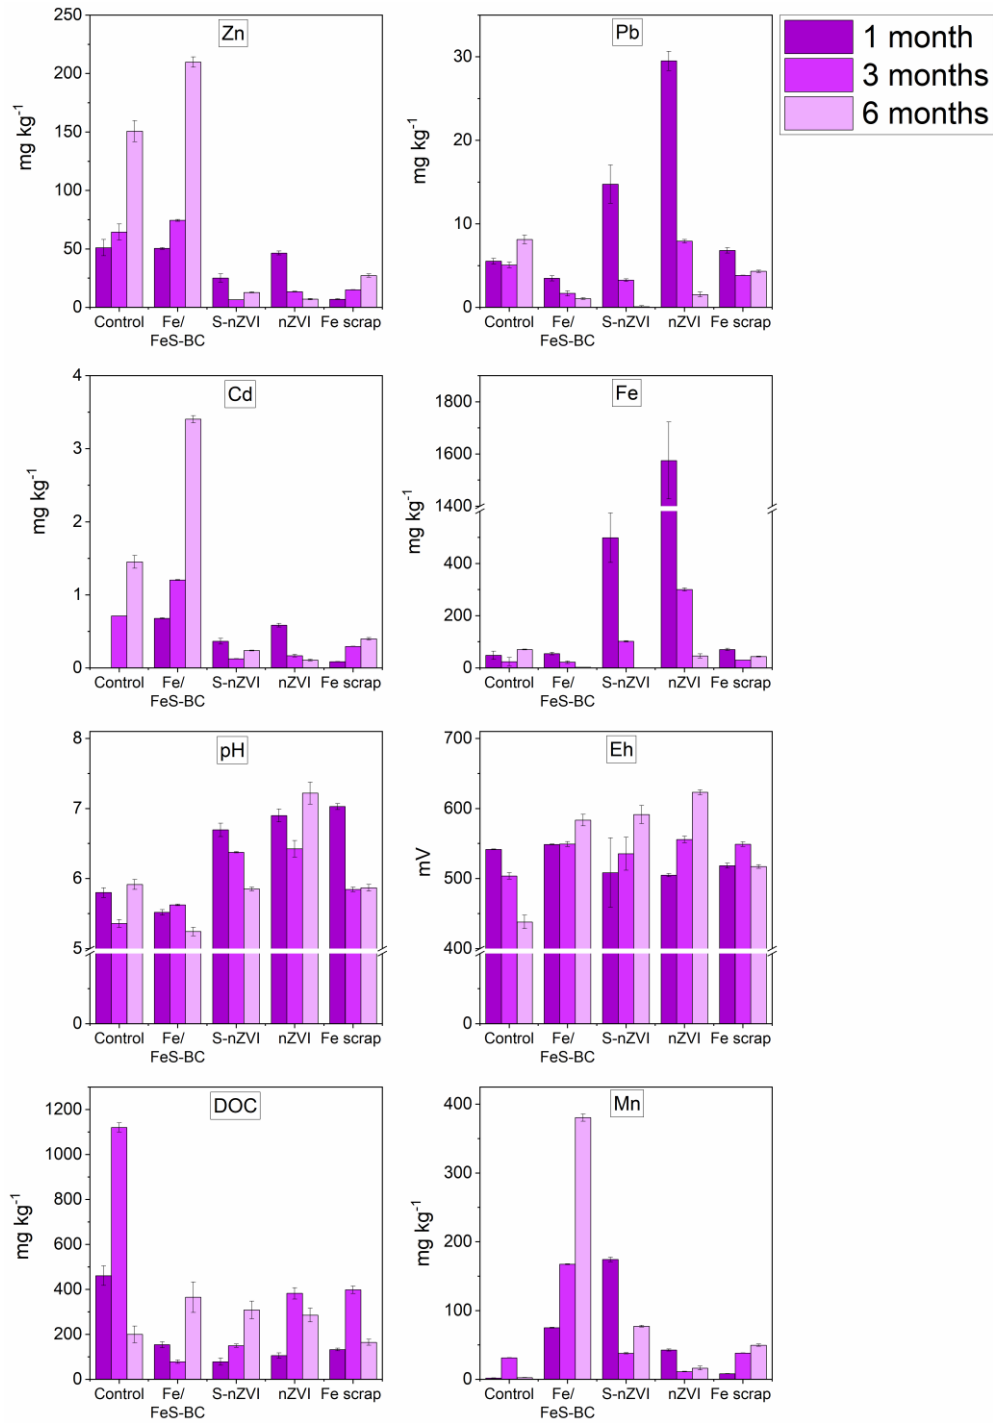 Zn
250
200
150
100
50
0
mg kg-1
Control
Fe/
FeS-BC
S-nZVI
nZVI
Fe scrap
Pb
30
20
10
0
mg kg-1
Control
Fe/
FeS-BC
S-nZVI
nZVI
Fe scrap
1 month
3 months
6 months
Cd
4
3
2
1
0
mg kg-1
Control
Fe/
FeS-BC
S-nZVI
nZVI
Fe scrap
Fe
1800
1600
1400
400
200
0
mg kg-1
Control
Fe/
FeS-BC
S-nZVI
nZVI
Fe scrap
pH
8
7
6
5
0
Control
Fe/
FeS-BC
S-nZVI
nZVI
Fe scrap
Eh
700
600
500
400
0
mV
Control
Fe/
FeS-BC
S-nZVI
nZVI
Fe scrap
DOC
1200
1000
800
600
400
200
0
mg kg-1
Control
Fe/
FeS-BC
S-nZVI
nZVI
Fe scrap
Mn
400
300
200
100
0
mg kg-1
Control
Fe/
FeS-BC
S-nZVI
nZVI
Fe scrap